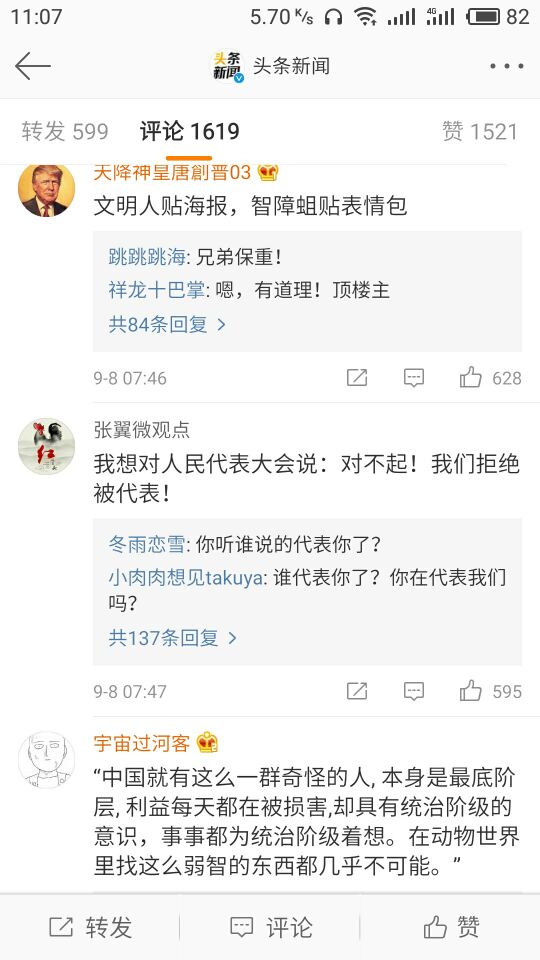 11:07 5.70 K/s 4G 82
头条新闻 头条新闻
转发 599 评论 1619 赞 1521
天降神皇唐創晋03
文明人贴海报，智障蛆贴表情包
跳跳跳海: 兄弟保重！
祥龙十巴掌: 嗯，有道理！顶楼主
共84条回复 >
9-8 07:46 628
张翼微观点
我想对人民代表大会说：对不起！我们拒绝
被代表！
冬雨恋雪: 你听谁说的代表你了？
小肉肉想见takuya: 谁代表你了？你在代表我们
吗？
共137条回复 >
9-8 07:47 595
红
宇宙过河客
“中国就有这么一群奇怪的人, 本身是最底阶
层, 利益每天都在被损害,却具有统治阶级的
意识，事事都为统治阶级着想。在动物世界
里找这么弱智的东西都几乎不可能。”
转发 评论 赞